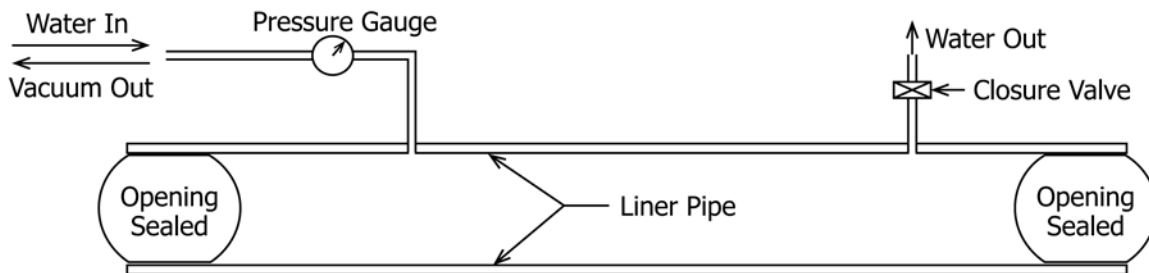 Water In
Vacuum Out
Pressure Gauge
Water Out
Closure Valve
Opening
Sealed
Liner Pipe
Opening
Sealed